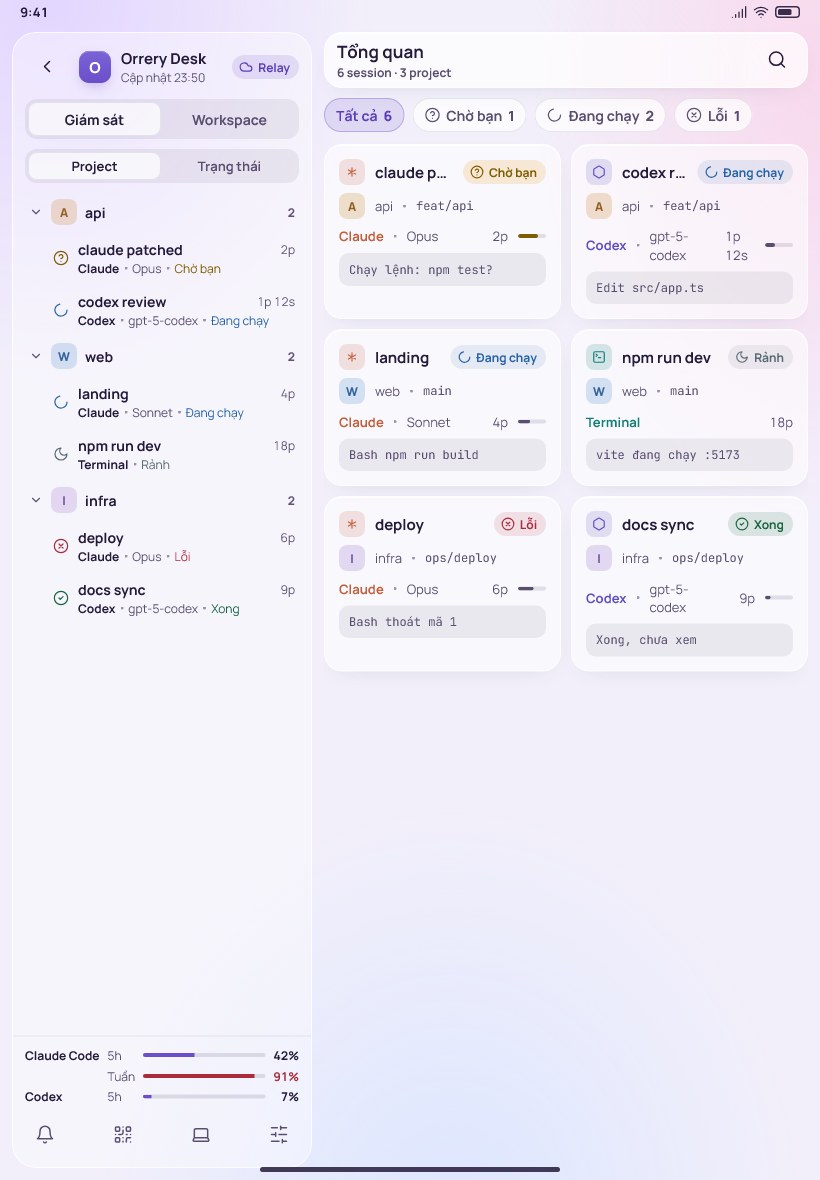 9:41
O
Orrery Desk
Cập nhật 23:50
Relay
Giám sát
Workspace
Project
Trạng thái
A api 2
claude patched 2p
Claude • Opus • Chờ bạn
codex review 1p 12s
Codex • gpt-5-codex • Đang chạy
W web 2
landing 4p
Claude • Sonnet • Đang chạy
npm run dev 18p
Terminal • Rảnh
I infra 2
deploy 6p
Claude • Opus • Lỗi
docs sync 9p
Codex • gpt-5-codex • Xong
Claude Code 5h 42%
Tuần 91%
Codex 5h 7%
Tổng quan
6 session · 3 project
Tất cả 6
Chờ bạn 1
Đang chạy 2
Lỗi 1
claude p... Chờ bạn
A api • feat/api
Claude • Opus 2p
Chạy lệnh: npm test?
codex r... Đang chạy
A api • feat/api
Codex • gpt-5-
codex
1p
12s
Edit src/app.ts
landing Đang chạy
W web • main
Claude • Sonnet 4p
Bash npm run build
npm run dev Rảnh
W web • main
Terminal 18p
vite đang chạy :5173
deploy Lỗi
I infra • ops/deploy
Claude • Opus 6p
Bash thoát mã 1
docs sync Xong
I infra • ops/deploy
Codex • gpt-5-
codex
9p
Xong, chưa xem